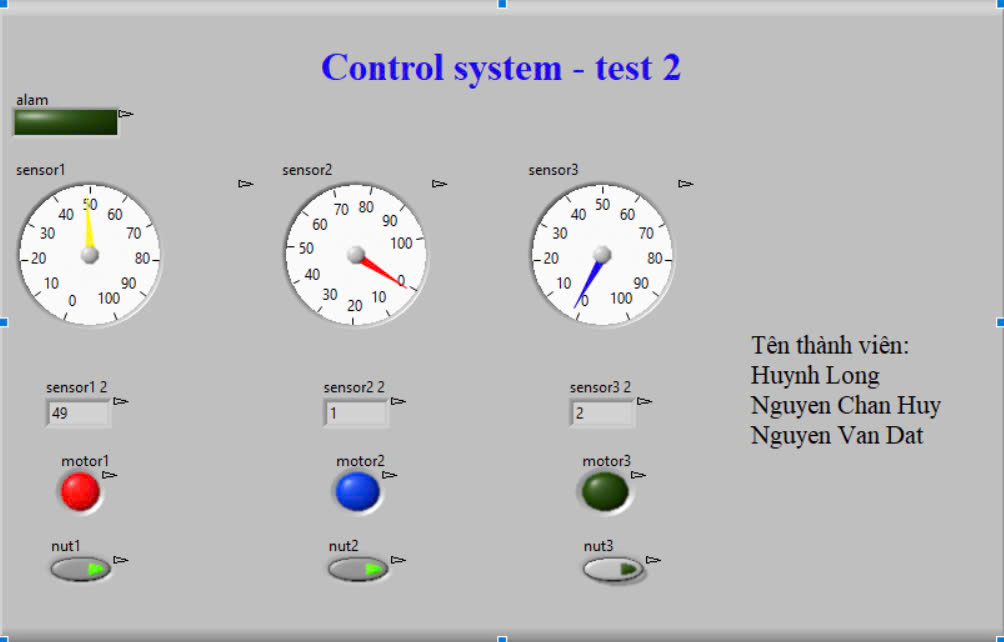 Control system - test 2
alam
sensor1
sensor2
sensor3
0 10 20 30 40 50 60 70 80 90 100
0 10 20 30 40 50 60 70 80 90 100
0 10 20 30 40 50 60 70 80 90 100
Tên thành viên:
Huynh Long
Nguyen Chan Huy
Nguyen Van Dat
sensor1 2
sensor2 2
sensor3 2
49
1
2
motor1
motor2
motor3
nut1
nut2
nut3